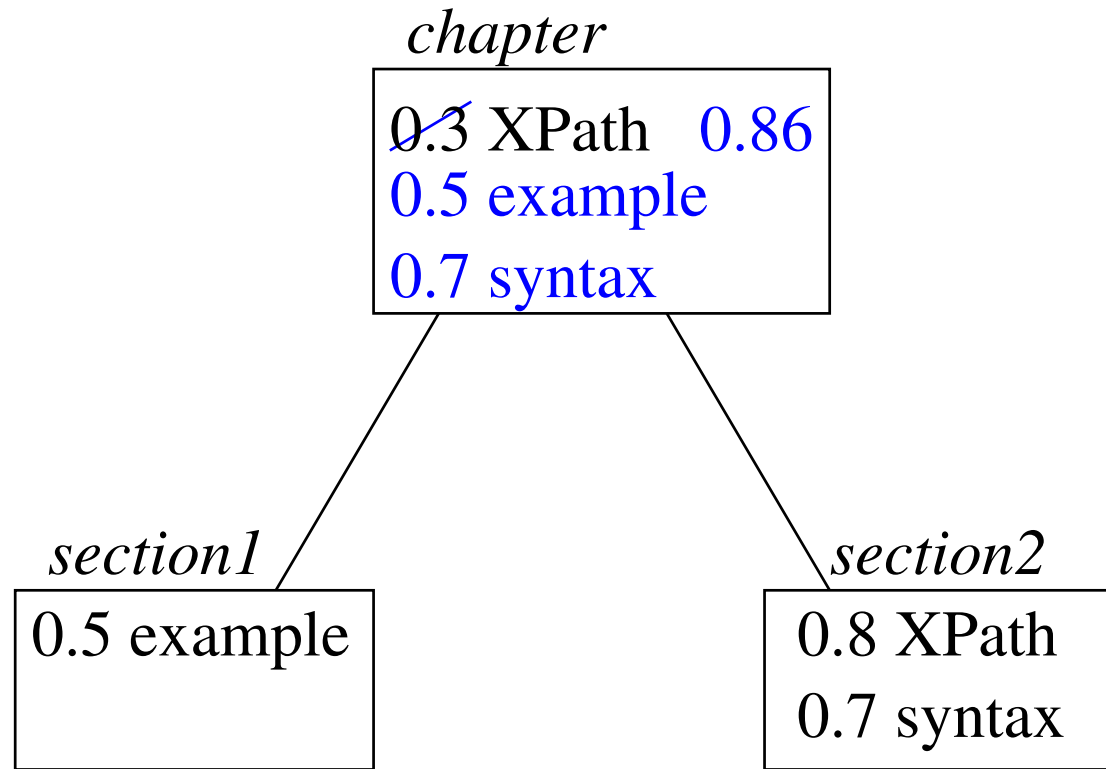 chapter
0.3 XPath 0.86
0.5 example
0.7 syntax
section1
0.5 example
section2
0.8 XPath
0.7 syntax